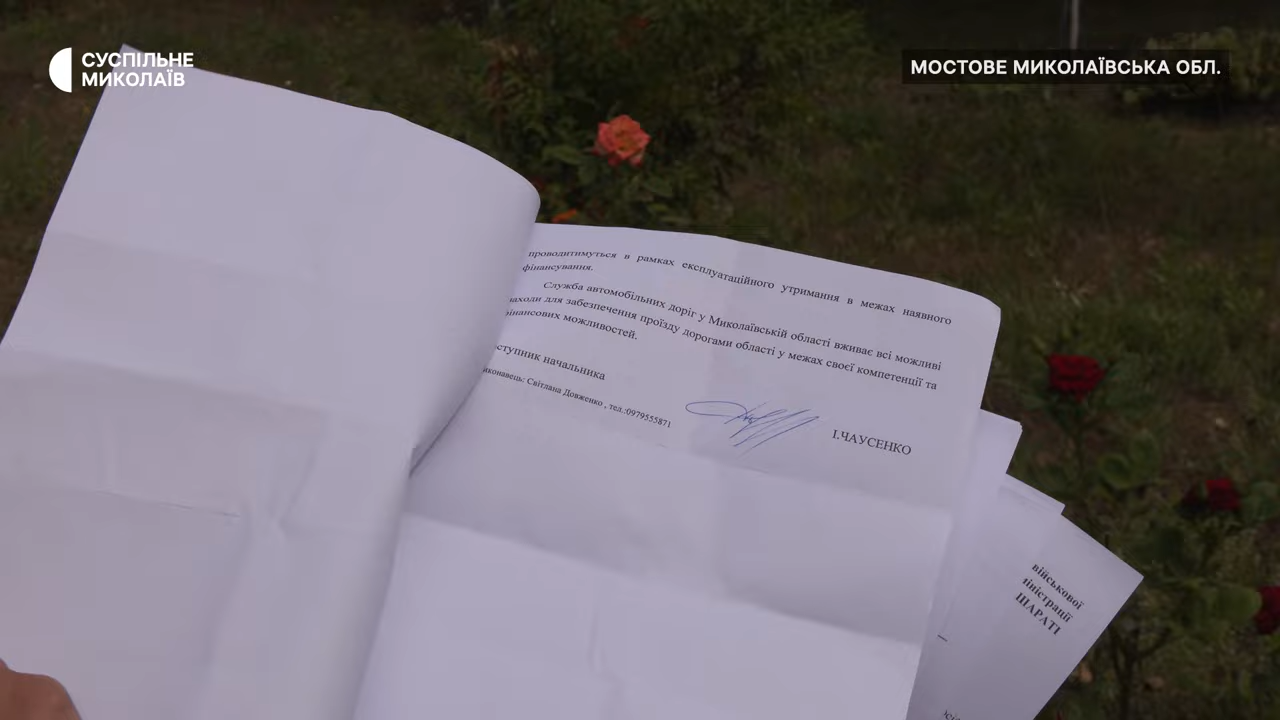 СУСПІЛЬНЕ
МИКОЛАЇВ
МОСТОВЕ МИКОЛАЇВСЬКА ОБЛ.
проводитимуться в рамках експлуатаційного утримання в межах наявного
фінансування.
Служба автомобільних доріг у Миколаївській області вживає всі можливі
заходи для забезпечення проїзду дорогами області у межах своєї компетенції та
фінансових можливостей.
ступник начальника
иконавець: Світлана Довженко , тел.:0979555871
І.ЧАУСЕНКО
військової
ністрації
ШАРАТІ